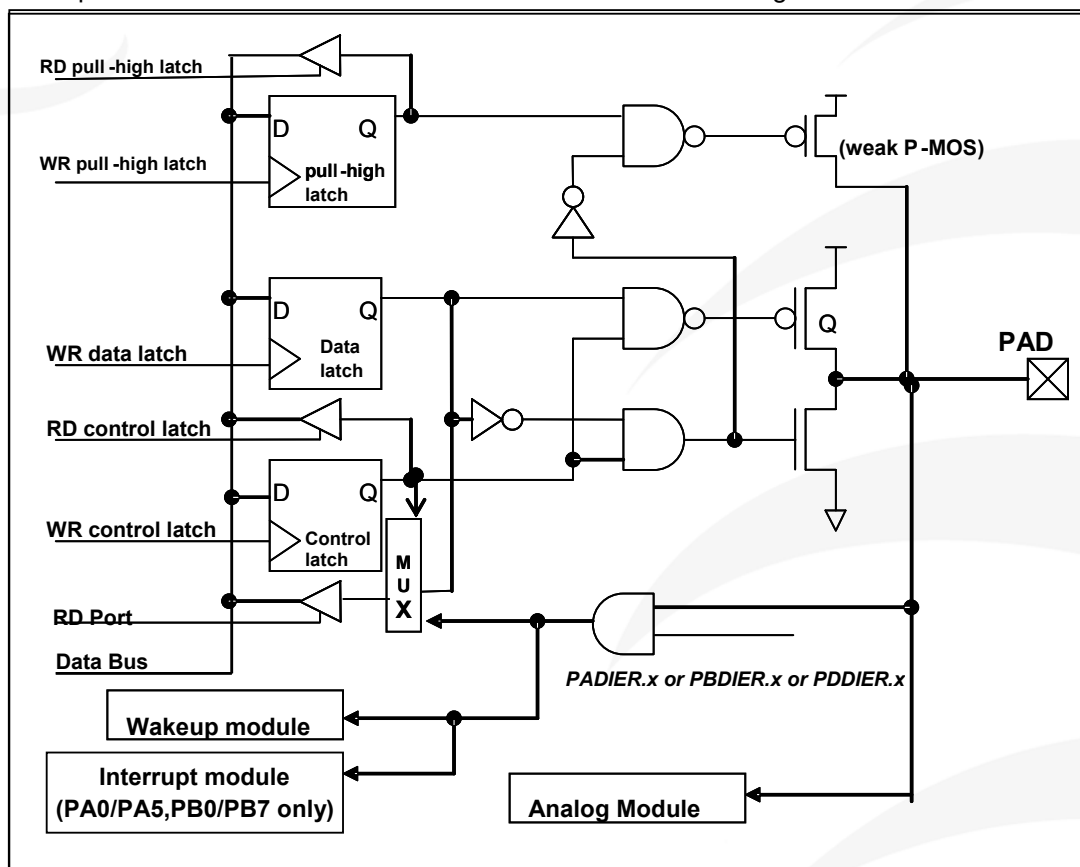 RD pull-high latch
D Q
WR pull-high latch
pull-high
latch
(weak P-MOS)
D Q
Data
latch
WR data latch
Q
PAD
RD control latch
D Q
WR control latch
Control
latch
M
U
X
RD Port
Data Bus
PADIER.x or PBDIER.x or PDDIER.x
Wakeup module
Interrupt module
(PA0/PA5,PB0/PB7 only)
Analog Module